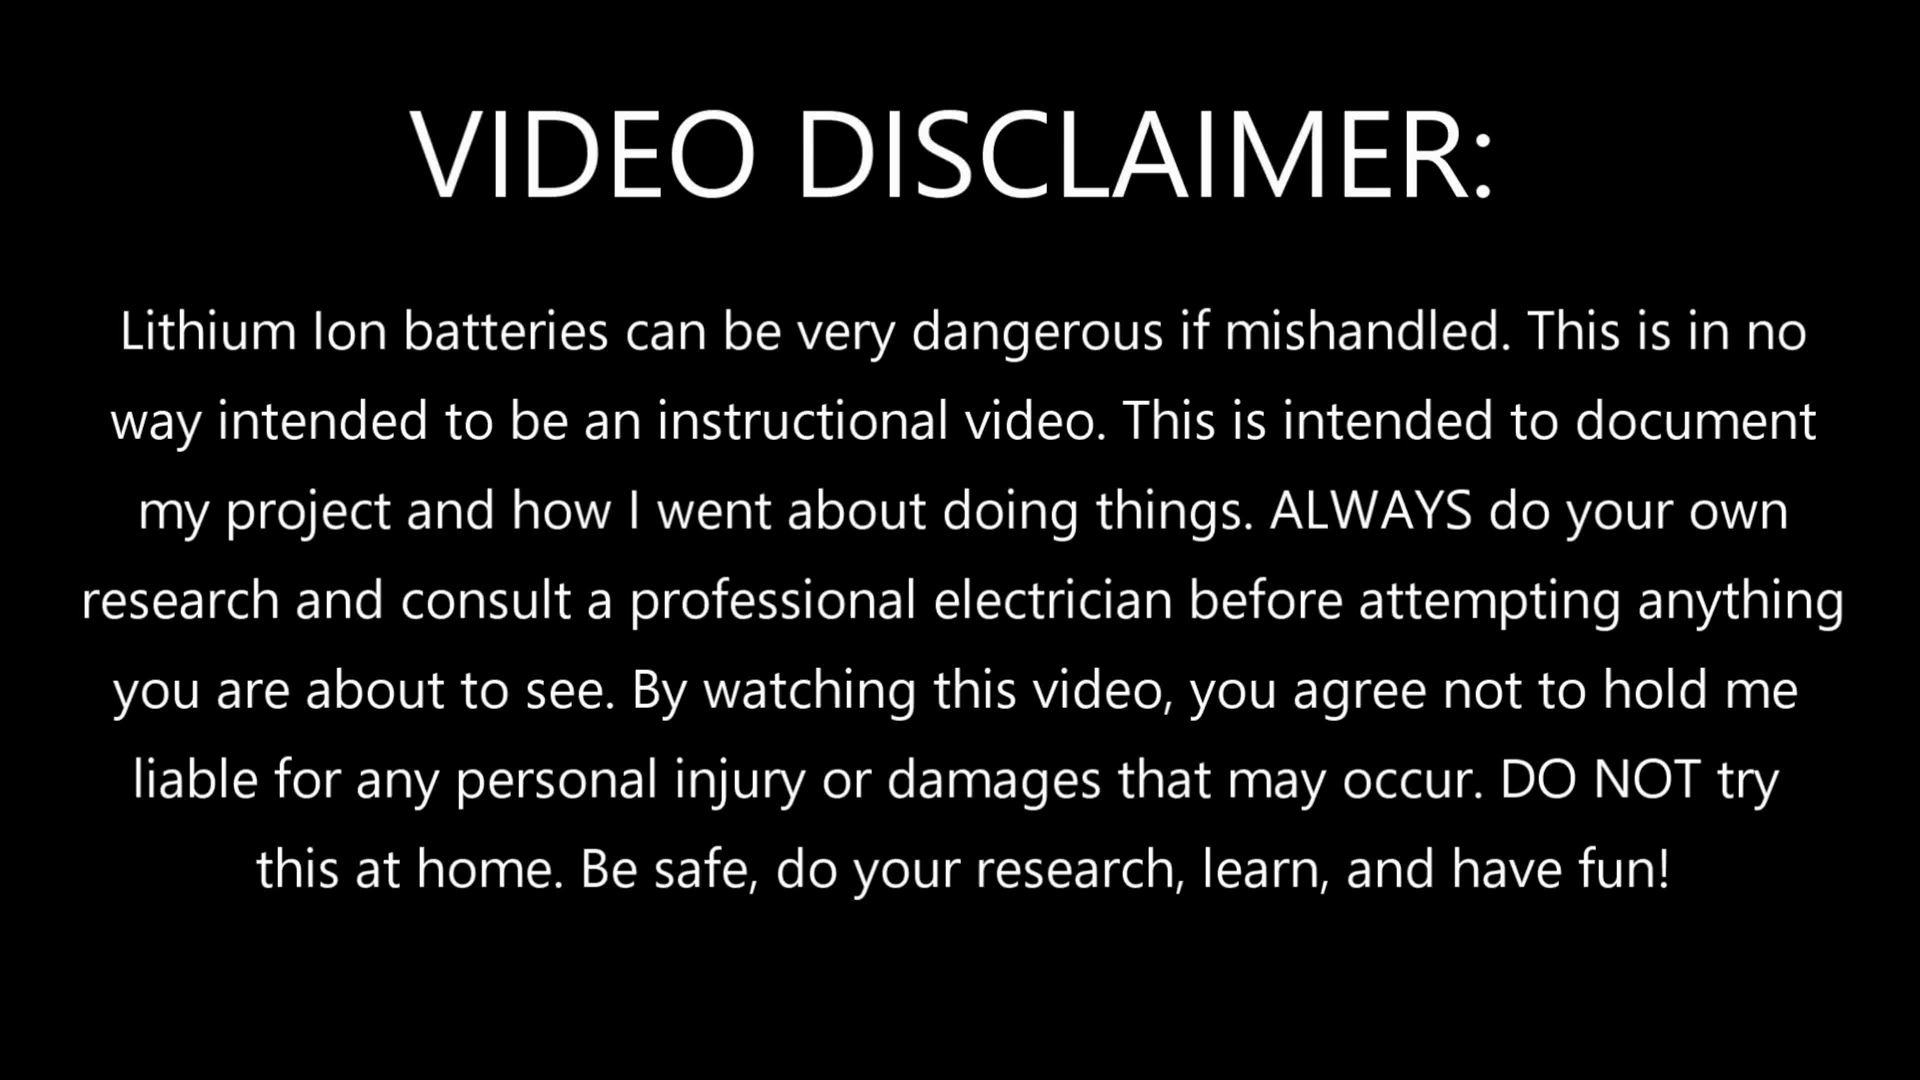 VIDEO DISCLAIMER:
Lithium Ion batteries can be very dangerous if mishandled. This is in no
way intended to be an instructional video. This is intended to document
my project and how I went about doing things. ALWAYS do your own
research and consult a professional electrician before attempting anything
you are about to see. By watching this video, you agree not to hold me
liable for any personal injury or damages that may occur. DO NOT try
this at home. Be safe, do your research, learn, and have fun!